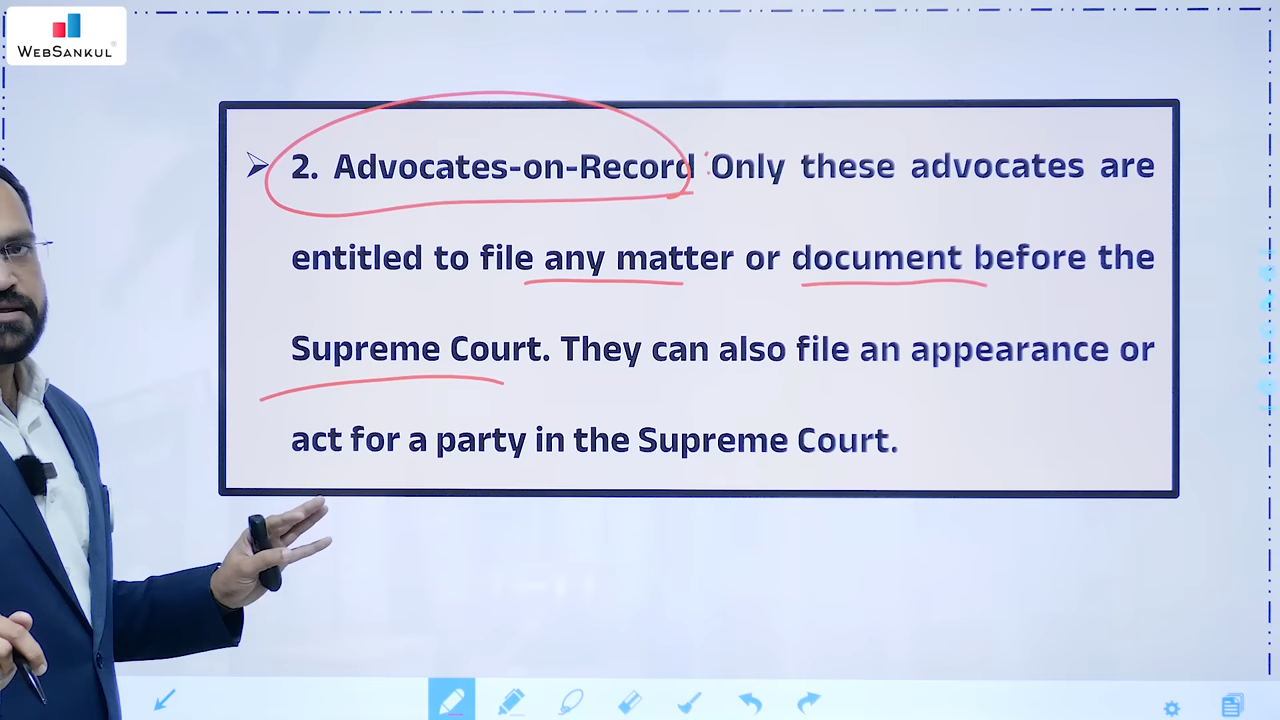 WEBSANKUL
2. Advocates-on-Record Only these advocates are
entitled to file any matter or document before the
Supreme Court. They can also file an appearance or
act for a party in the Supreme Court.